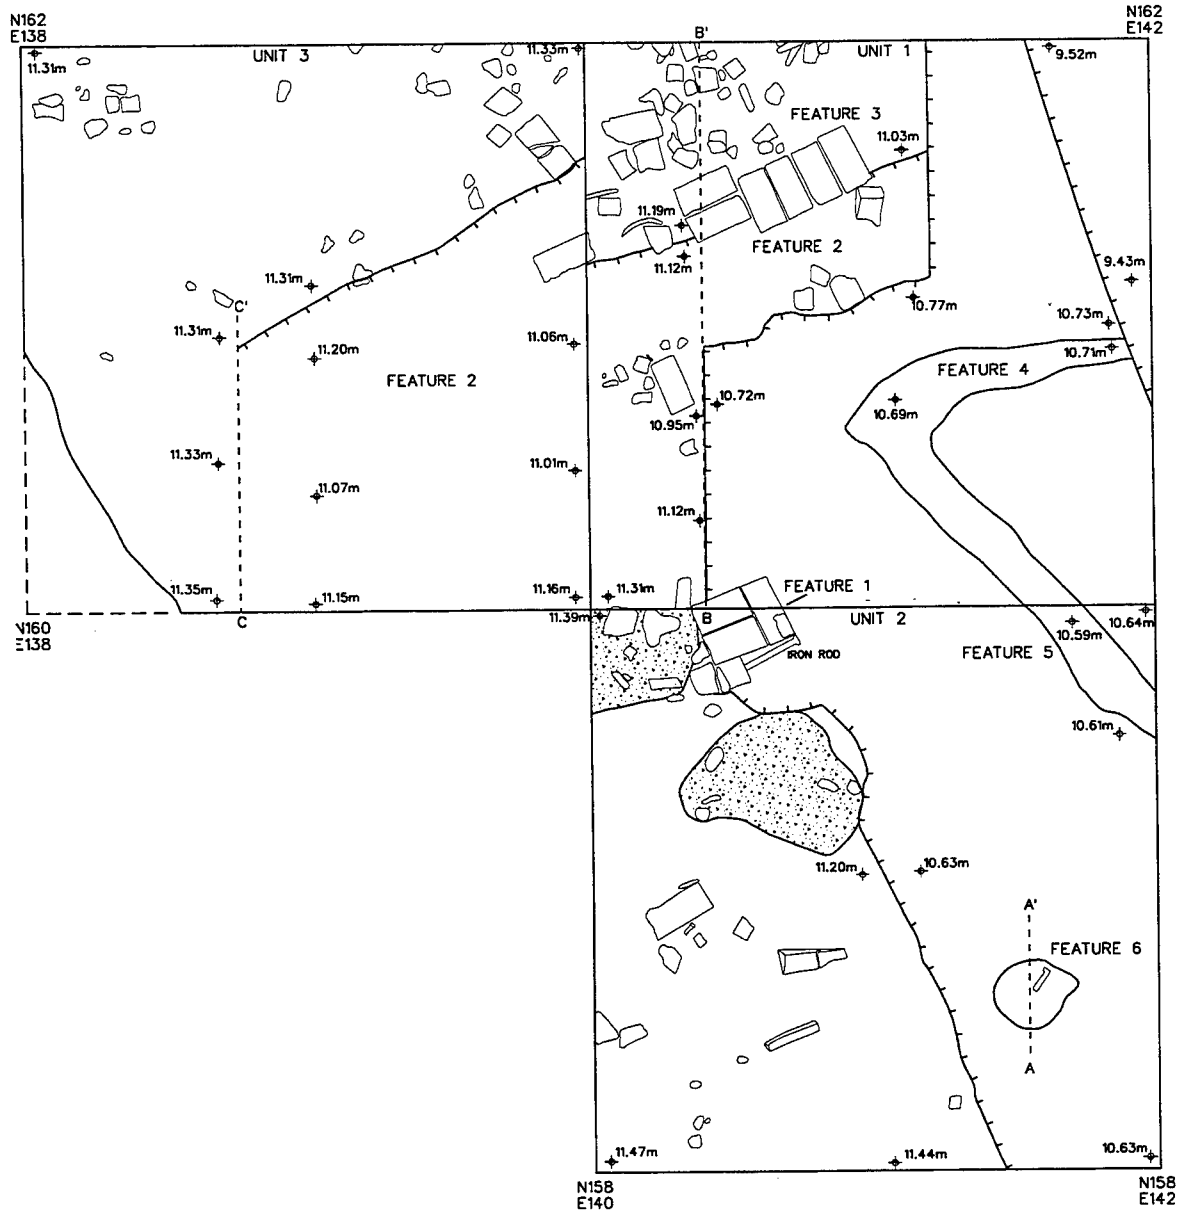 N162
E138
N162
E142
B'
UNIT 3
11.33m
UNIT 1
11.31m
9.52m
FEATURE 3
11.03m
11.19m
FEATURE 2
11.12m
9.43m
11.31m
C'
10.77m
11.31m
11.06m
10.73m
11.20m
10.71m
FEATURE 2
FEATURE 4
10.72m
10.69m
10.95m
11.33m
11.01m
11.07m
11.12m
11.35m
11.15m
11.16m
11.31m
FEATURE 1
11.39m
B
UNIT 2
10.64m
C
10.59m
N160
E138
IRON ROD
FEATURE 5
10.61m
11.20m
10.63m
A'
FEATURE 6
A
11.47m
11.44m
10.63m
N158
E140
N158
E142